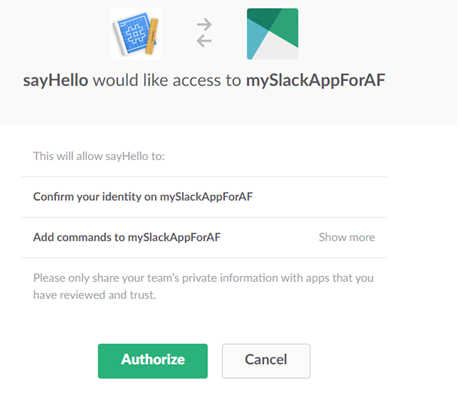 sayHello would like access to mySlackAppForAF
This will allow sayHello to:
Confirm your identity on mySlackAppForAF
Add commands to mySlackAppForAF Show more
Please only share your team's private information with apps that you
have reviewed and trust.
Authorize Cancel